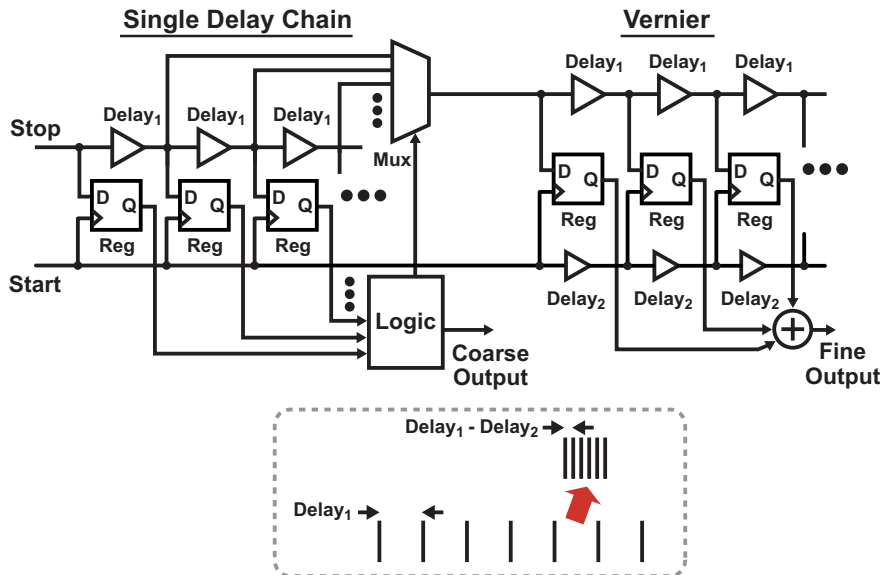 Single Delay Chain
Vernier
Delay₁ Delay₁ Delay₁
Delay₁ Delay₁ Delay₁
Stop
Mux
D Q D Q D Q
D Q D Q D Q
Reg Reg Reg
Reg Reg Reg
Start
Delay₂ Delay₂ Delay₂
Logic
+
Coarse
Output
Fine
Output
Delay₁ - Delay₂
Delay₁